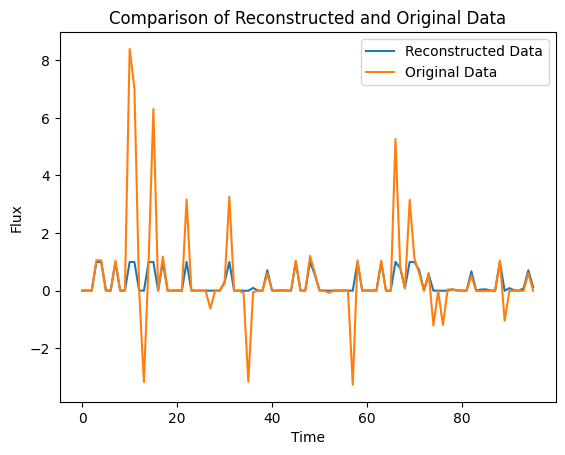 Comparison of Reconstructed and Original Data
Reconstructed Data
Original Data
8
6
4
2
0
−2
Flux
0
20
40
60
80
Time